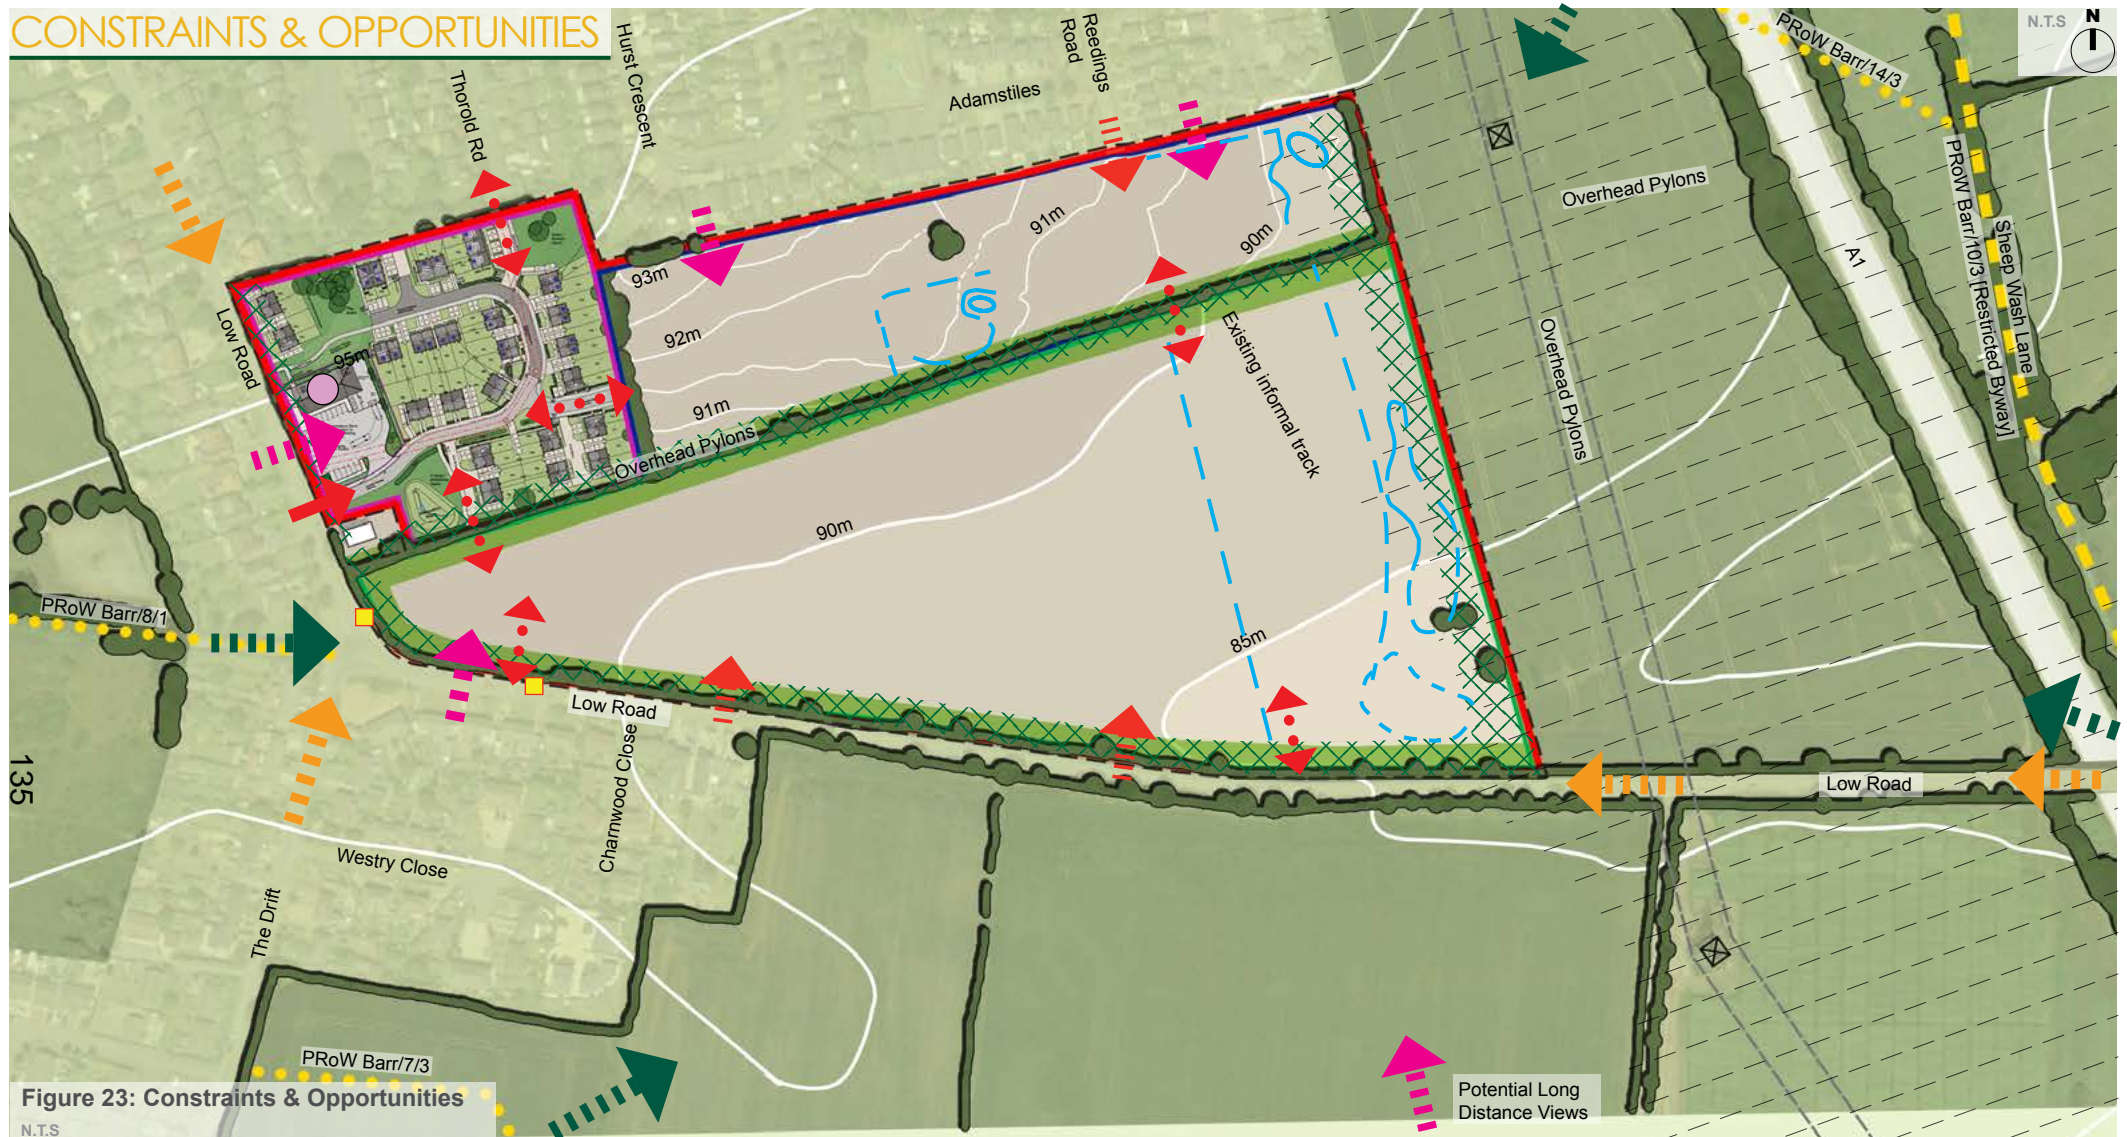 CONSTRAINTS & OPPORTUNITIES
N.T.S
N
Hurst Crescent
Reedings
Road
Thorold Rd
Adamstiles
PRoW Barr/14/3
Overhead Pylons
PRoW Barr/10/3 [Restricted Byway]
Sheep Wash Lane
A1
91m
90m
93m
92m
91m
Low Road
95m
Overhead Pylons
Existing informal track
Overhead Pylons
90m
PRoW Barr/8/1
85m
Low Road
Low Road
135
Charnwood Close
Westry Close
The Drift
PRoW Barr/7/3
Figure 23: Constraints & Opportunities
N.T.S
Potential Long
Distance Views